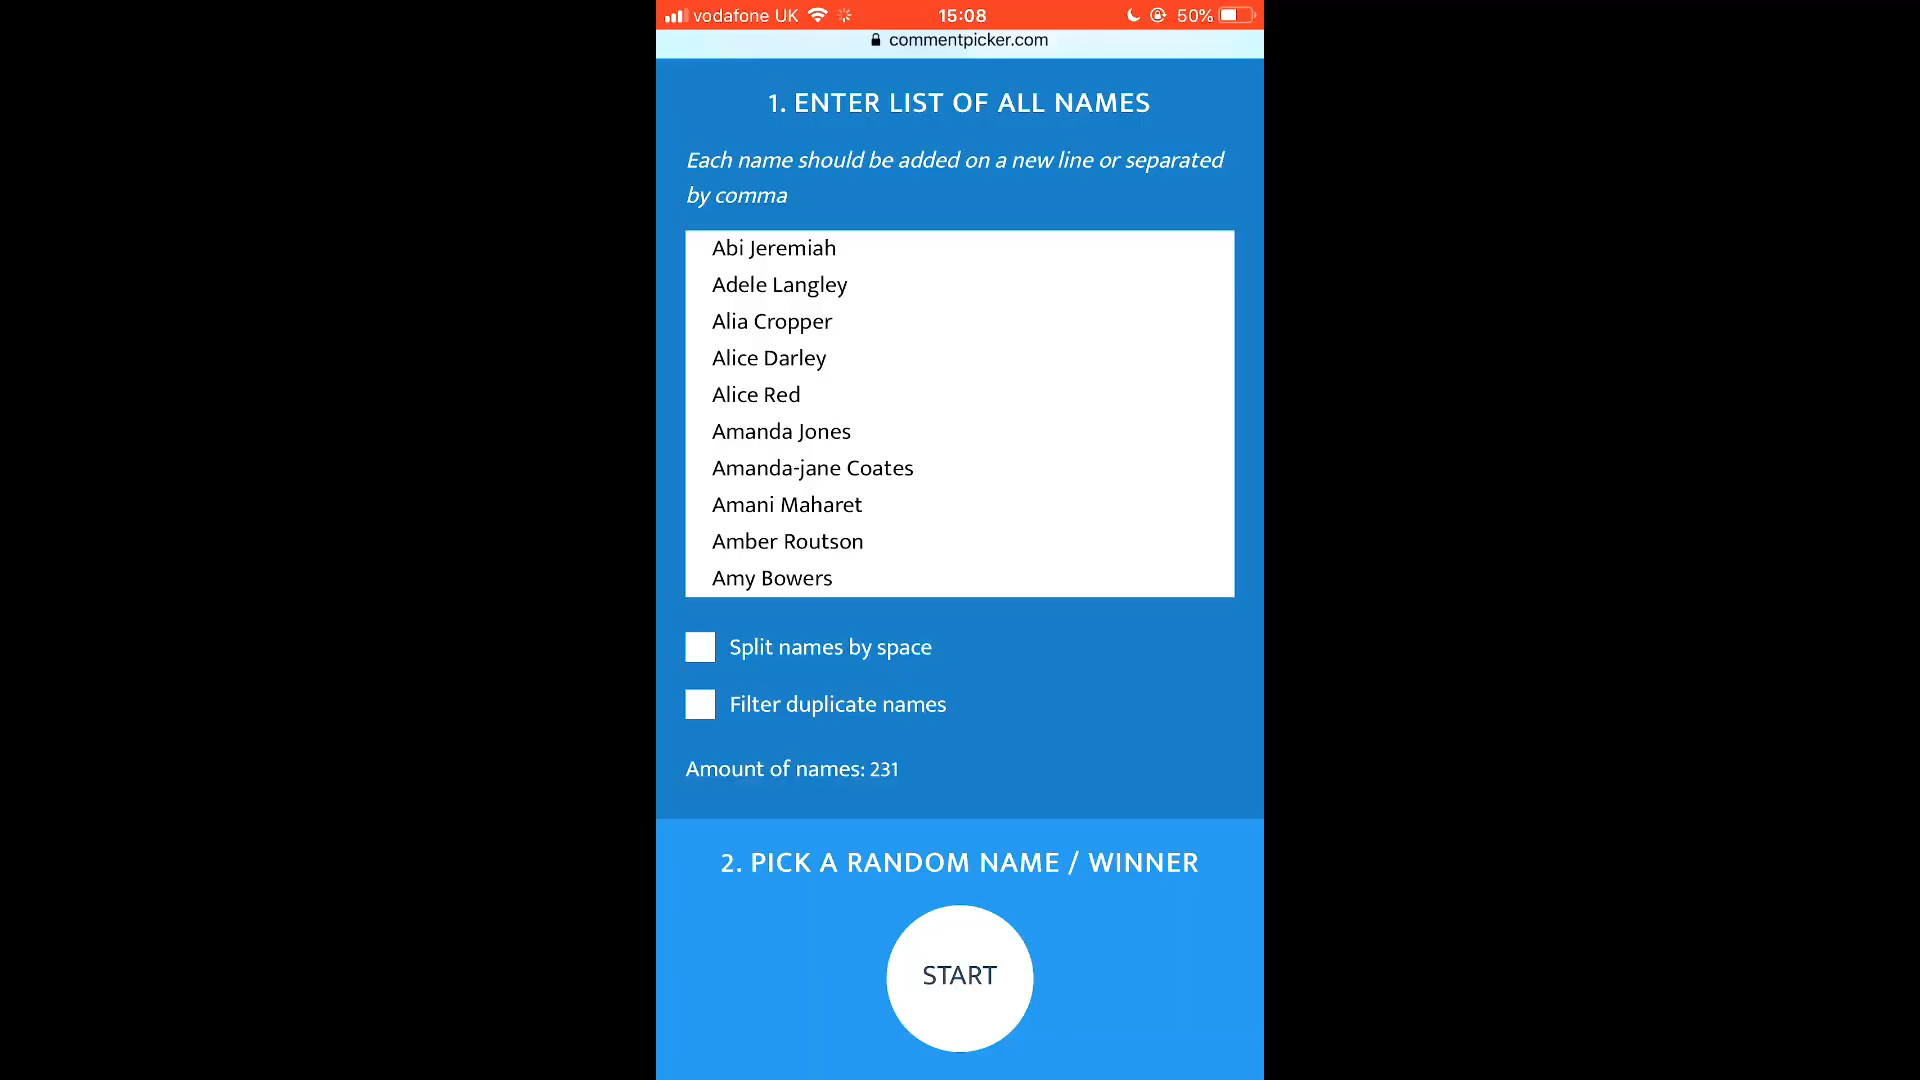 vodafone UK 15:08 50%
commentpicker.com
1. ENTER LIST OF ALL NAMES
Each name should be added on a new line or separated
by comma
Abi Jeremiah
Adele Langley
Alia Cropper
Alice Darley
Alice Red
Amanda Jones
Amanda-jane Coates
Amani Maharet
Amber Routson
Amy Bowers
Split names by space
Filter duplicate names
Amount of names: 231
2. PICK A RANDOM NAME / WINNER
START